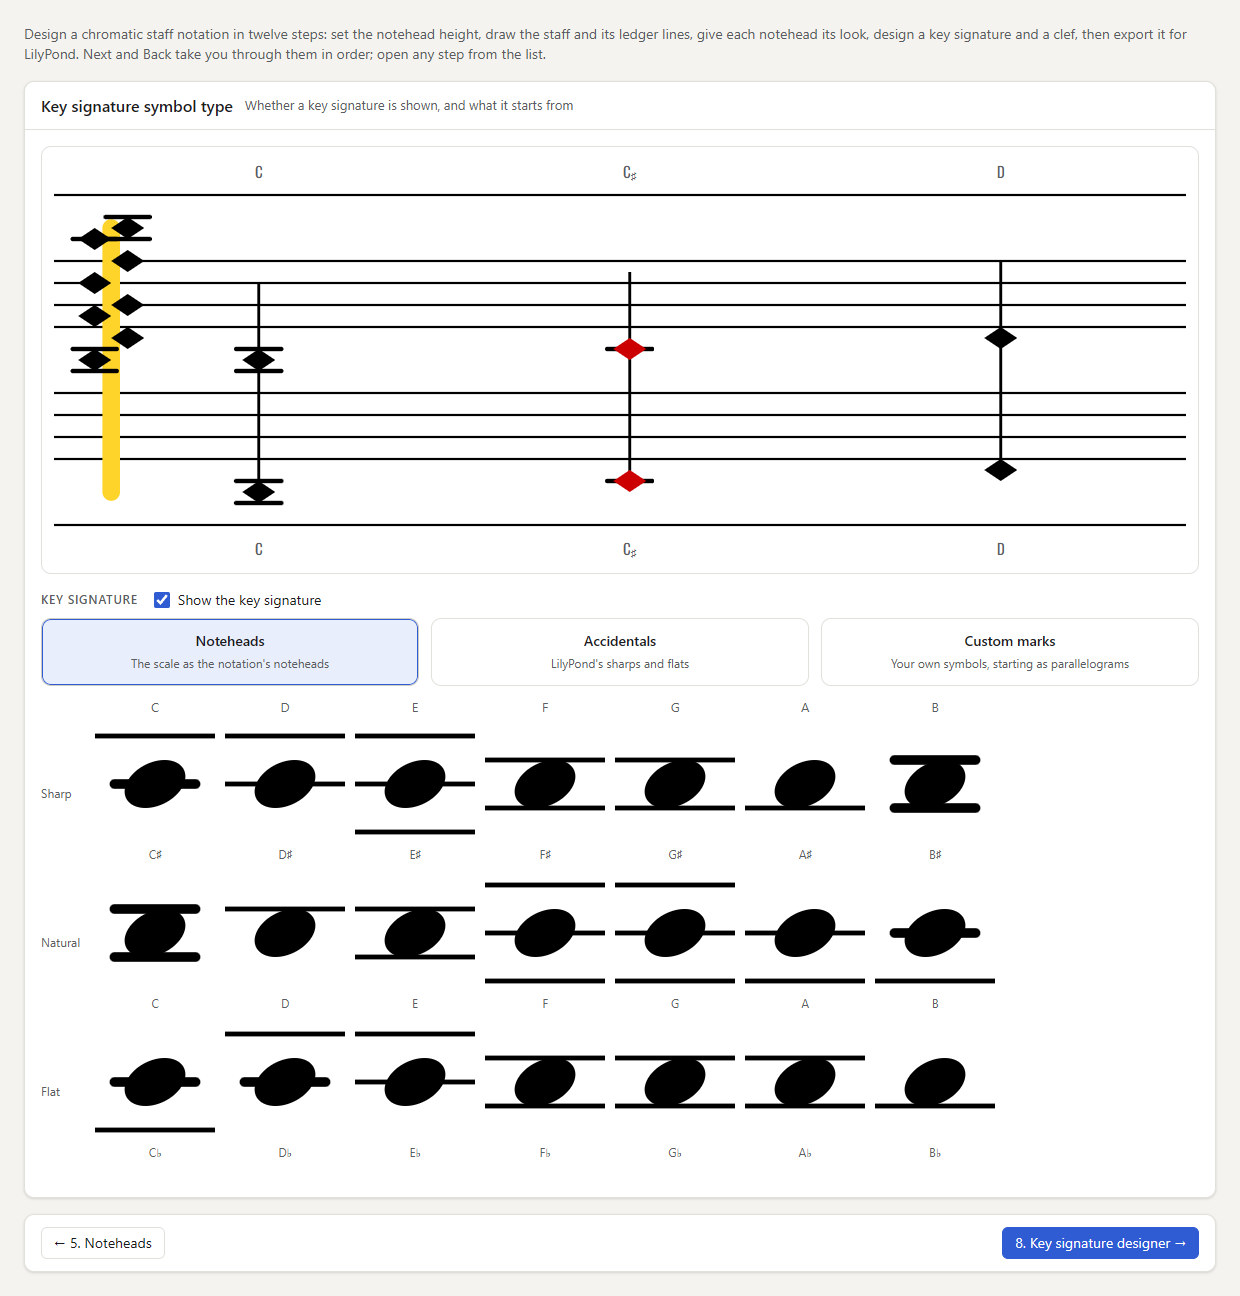 Design a chromatic staff notation in twelve steps: set the notehead height, draw the staff and its ledger lines, give each notehead its look, design a key signature and a clef, then export it for
LilyPond. Next and Back take you through them in order; open any step from the list.
Key signature symbol type Whether a key signature is shown, and what it starts from
C C♯ D
C C♯ D
KEY SIGNATURE Show the key signature
Noteheads Accidentals Custom marks
The scale as the notation's noteheads LilyPond's sharps and flats Your own symbols, starting as parallelograms
C D E F G A B
Sharp
C♯ D♯ E♯ F♯ G♯ A♯ B♯
Natural
C D E F G A B
Flat
C♭ D♭ E♭ F♭ G♭ A♭ B♭
← 5. Noteheads 8. Key signature designer →